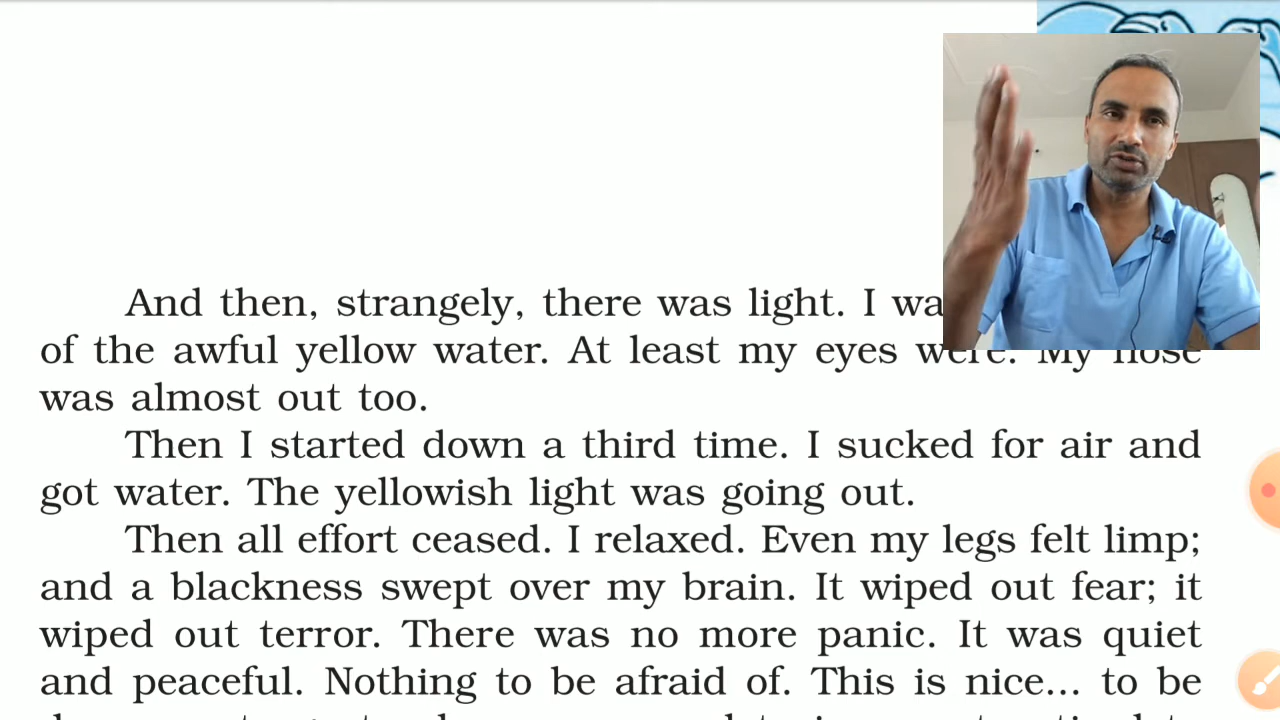 And then, strangely, there was light. I
of the awful yellow water. At least my eyes were. My nose
was almost out too.
Then I started down a third time. I sucked for air and
got water. The yellowish light was going out.
Then all effort ceased. I relaxed. Even my legs felt limp;
and a blackness swept over my brain. It wiped out fear; it
wiped out terror. There was no more panic. It was quiet
and peaceful. Nothing to be afraid of. This is nice... to be